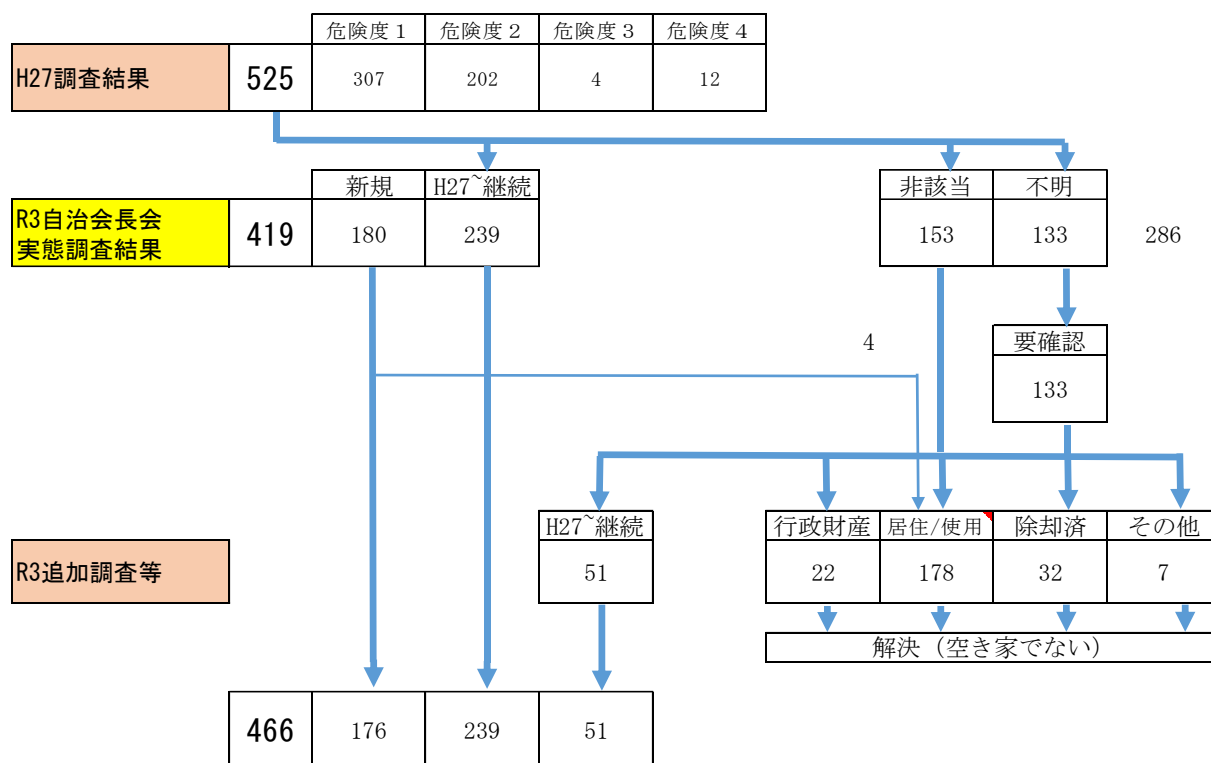 危険度１ 危険度２ 危険度３ 危険度４
H27調査結果 525 307 202 4 12
新規 H27~継続 非該当 不明
R3自治会長会
実態調査結果 419 180 239 153 133 286
4 要確認
133
H27~継続 行政財産 居住/使用 除却済 その他
R3追加調査等 51 22 178 32 7
解決（空き家でない）
466 176 239 51